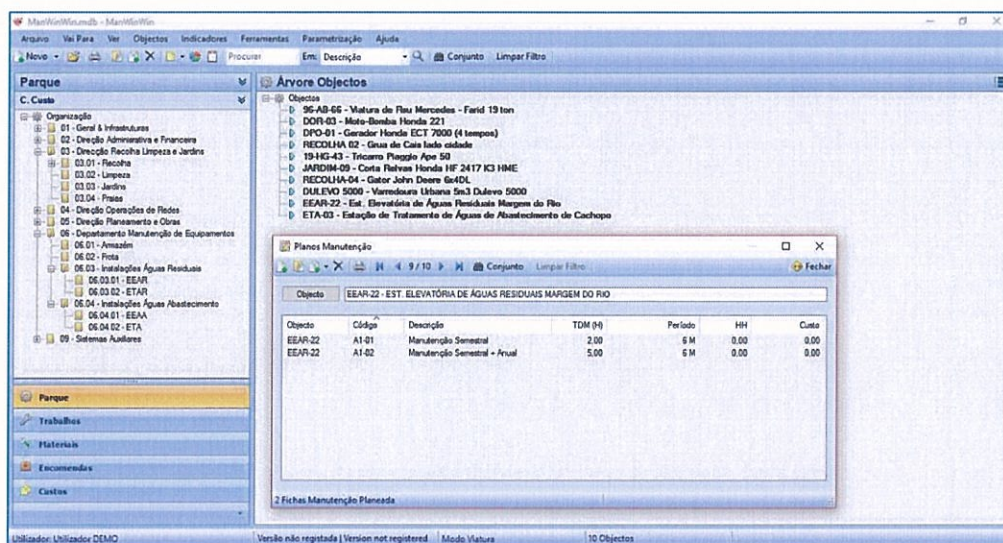 ManWinWin.mdb - ManWinWin
Arquivo Vai Para Ver Objectos Indicadores Ferramentas Parametrização Ajuda
Novo Procurar Em: Descrição Conjunto Limpar Filtro
Parque
C. Custo
Organização
01 - Geral & Infrastruturas
02 - Direção Administrativa e Financeira
03 - Direcção Recolha Limpeza e Jardins
03.01 - Recolha
03.02 - Limpeza
03.03 - Jardins
03.04 - Praias
04 - Direção Operações de Redes
05 - Direção Planeamento e Obras
06 - Departamento Manutenção de Equipamentos
06.01 - Armazém
06.02 - Frota
06.03 - Instalações Águas Residuais
06.03.01 - EEAR
06.03.02 - ETAR
06.04 - Instalações Águas Abastecimento
06.04.01 - EEAA
06.04.02 - ETA
09 - Sistemas Auxiliares
Parque
Trabalhos
Materiais
Encomendas
Custos
Árvore Objectos
Objectos
96-AB-66 - Viatura de Rsu Mercedes - Farid 19 ton
DDR-03 - Moto-Bomba Honda 221
DPO-01 - Gerador Honda ECT 7000 (4 tempos)
RECOLHA 02 - Grua de Cais lado cidade
19-HG-43 - Tricarro Piaggio Ape 50
JARDIM-09 - Corta Relvas Honda HF 2417 K3 HME
RECOLHA-04 - Gator John Deere 6x4DL
DULEVO 5000 - Varredoura Urbana 5m3 Dulevo 5000
EEAR-22 - Est. Elevatória de Águas Residuais Margem do Rio
ETA-03 - Estação de Tratamento de Águas de Abastecimento de Cachopo
Planos Manutenção
9 / 10 Conjunto Limpar Filtro Fechar
Objecto EEAR-22 - EST. ELEVATÓRIA DE ÁGUAS RESIDUAIS MARGEM DO RIO
Objecto Código Descrição TDM (H) Período HH Custo
EEAR-22 A1-01 Manutenção Semestral 2,00 6 M 0,00 0,00
EEAR-22 A1-02 Manutenção Semestral + Anual 5,00 6 M 0,00 0,00
2 Fichas Manutenção Planeada
Utilizador: Utilizador DEMO Versão não registada | Version not registered Modo Viatura 10 Objectos